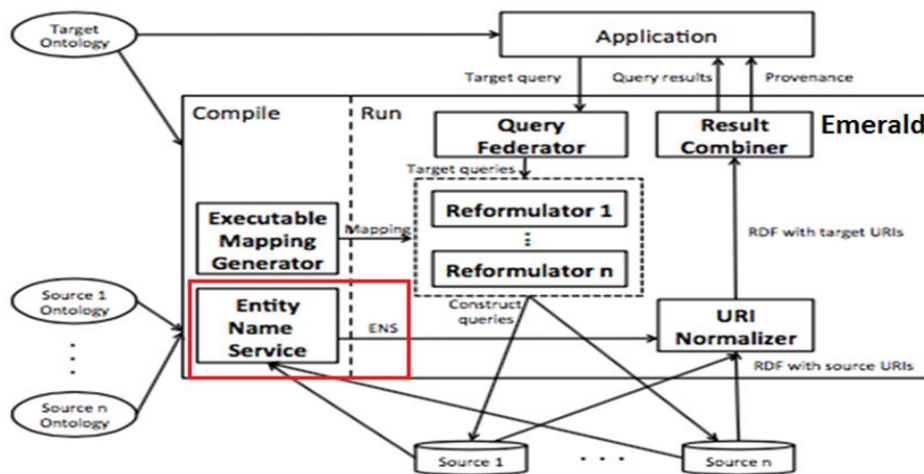 Target
Ontology
Application
Target query
Query results
Provenance
Compile
Run
Query
Federator
Result
Combiner
Emerald
Target queries
Executable
Mapping
Generator
Mapping
Reformulator 1
Reformulator n
RDF with target URIs
Source 1
Ontology
Entity
Name
Service
ENS
Construct
queries
URI
Normalizer
RDF with source URIs
Source n
Ontology
Source 1
Source n